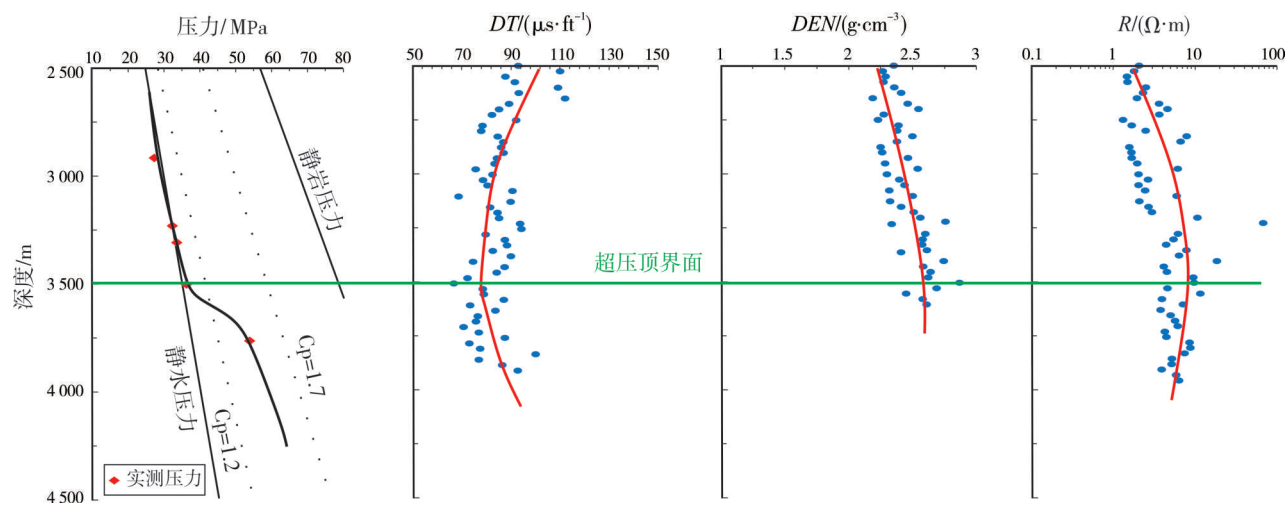 压力/MPa
DT/(μs·ft⁻¹)
DEN/(g·cm⁻³)
R/(Ω·m)
10 20 30 40 50 60 70 80
50 70 90 110 130 150
1 2 2.5 3
0.1 1 10 100
2 500
3 000
3 500
4 000
4 500
深度/m
静岩压力
静水压力
Cp=1.7
Cp=1.2
超压顶界面
实测压力